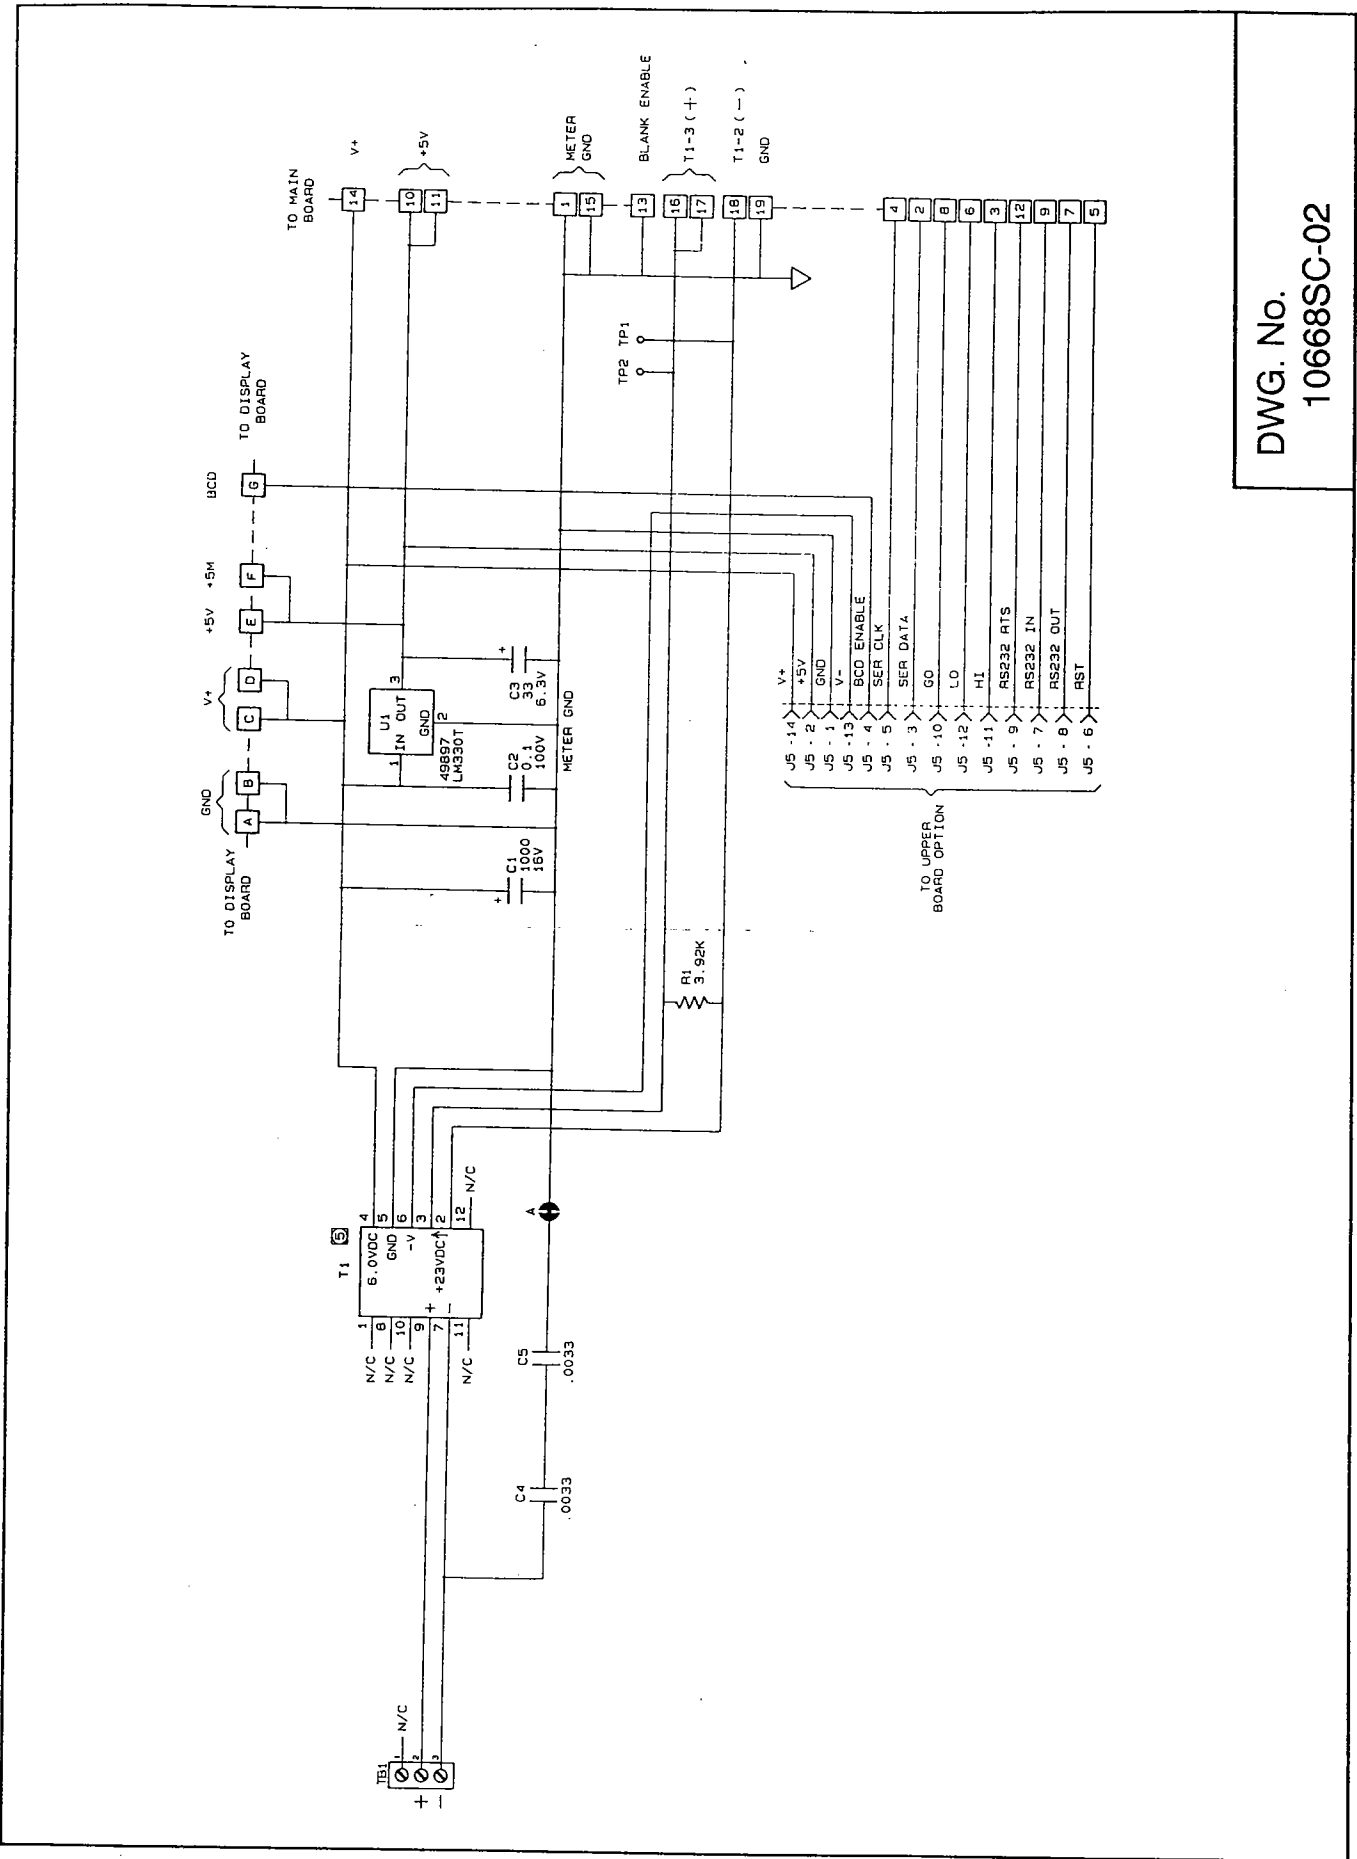 TO MAIN
BOARD
14
V+
10
11
+5V
1
15
METER
GND
13
BLANK ENABLE
16
17
T1-3 (+)
18
T1-2 (-)
19
GND
4
2
8
6
3
12
9
7
5
TP2
TP1
TO DISPLAY
BOARD
GND
A
B
V+
C
D
+5V
E
+5M
F
BCD
G
TO DISPLAY
BOARD
U1
IN OUT
GND
1
3
2
49897
LM330T
+
C1
1000
16V
C2
0.1
100V
+
C3
33
6.3V
METER GND
R1
3.92K
T1
5
6.0VDC
GND
-V
+23VDC
+
-
4
5
6
3
2
12
N/C
N/C
1
N/C
8
N/C
10
9
7
N/C
11
A
C5
.0033
C4
.0033
TB1
1
N/C
2
3
+
-
J5 - 14
V+
J5 - 2
+5V
J5 - 1
GND
J5 - 13
V-
J5 - 4
BCD ENABLE
J5 - 5
SER CLK
J5 - 3
SER DATA
J5 - 10
GO
J5 - 12
LO
J5 - 11
HI
J5 - 9
RS232 RTS
J5 - 7
RS232 IN
J5 - 8
RS232 OUT
J5 - 6
RST
TO UPPER
BOARD OPTION
DWG. No.
10668SC-02